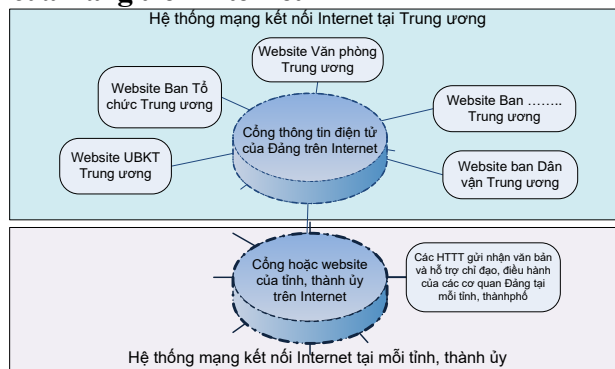 Hệ thống mạng kết nối Internet tại Trung ương
Website Văn phòng
Trung ương
Website Ban Tổ
chức Trung ương
Website Ban ……..
Trung ương
Cổng thông tin điện tử
của Đảng trên Internet
Website UBKT
Trung ương
Website ban Dân
vận Trung ương
Cổng hoặc website
của tỉnh, thành ủy
trên Internet
Các HTTT gửi nhận văn bản
và hỗ trợ chỉ đạo, điều hành
của các cơ quan Đảng tại
mỗi tỉnh, thànhphố
Hệ thống mạng kết nối Internet tại mỗi tỉnh, thành ủy